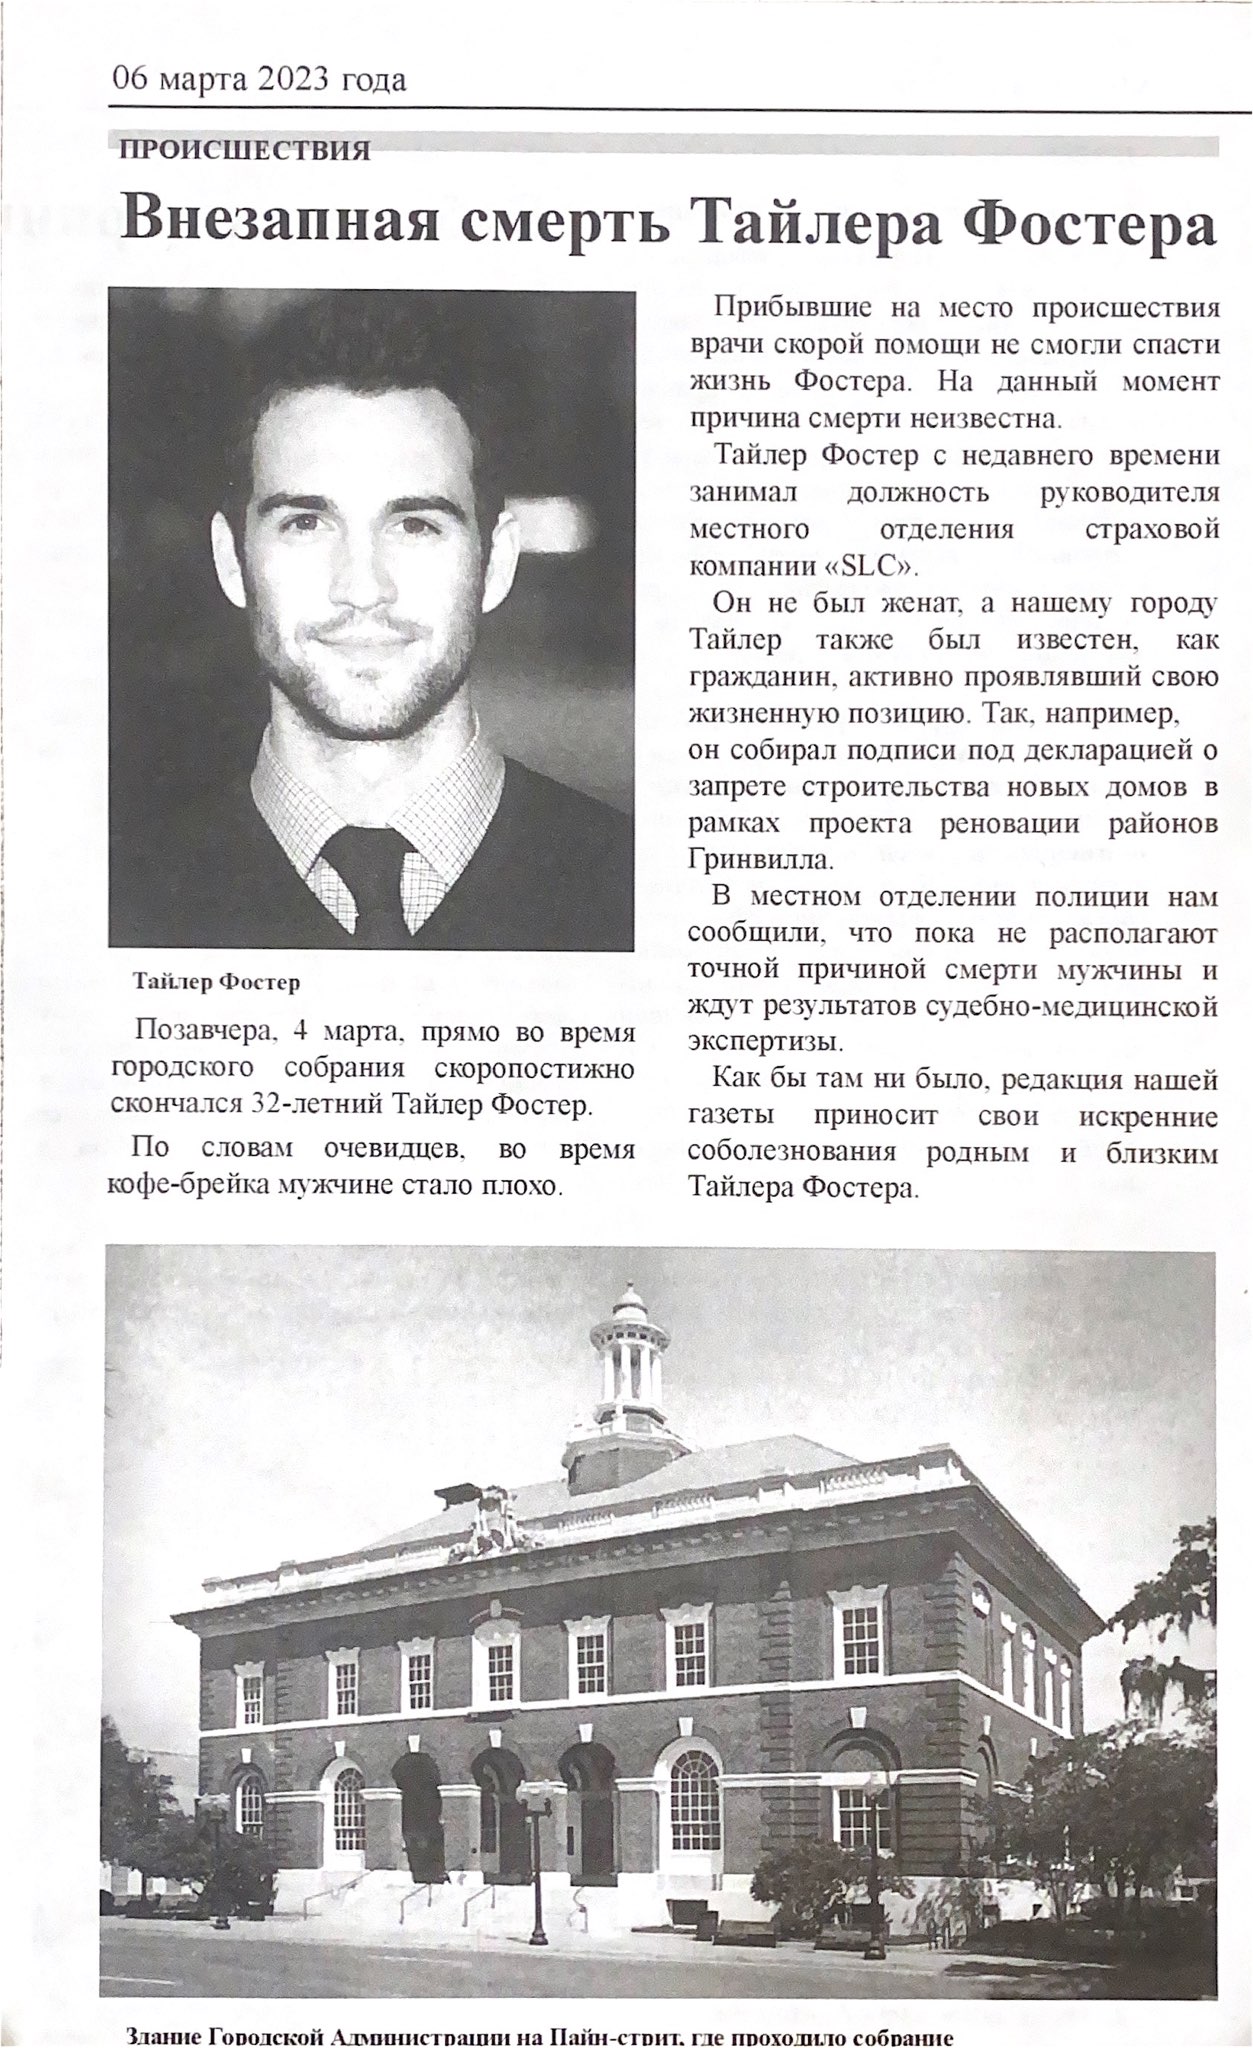 06 марта 2023 года
ПРОИСШЕСТВИЯ
Внезапная смерть Тайлера Фостера
Тайлер Фостер
Позавчера, 4 марта, прямо во время
городского собрания скоропостижно
скончался 32-летний Тайлер Фостер.
По словам очевидцев, во время
кофе-брейка мужчине стало плохо.
Прибывшие на место происшествия
врачи скорой помощи не смогли спасти
жизнь Фостера. На данный момент
причина смерти неизвестна.
Тайлер Фостер с недавнего времени
занимал должность руководителя
местного отделения страховой
компании «SLC».
Он не был женат, а нашему городу
Тайлер также был известен, как
гражданин, активно проявлявший свою
жизненную позицию. Так, например,
он собирал подписи под декларацией о
запрете строительства новых домов в
рамках проекта реновации районов
Гринвилла.
В местном отделении полиции нам
сообщили, что пока не располагают
точной причиной смерти мужчины и
ждут результатов судебно-медицинской
экспертизы.
Как бы там ни было, редакция нашей
газеты приносит свои искренние
соболезнования родным и близким
Тайлера Фостера.
Здание Городской Администрации на Пайн-стрит, где проходило собрание